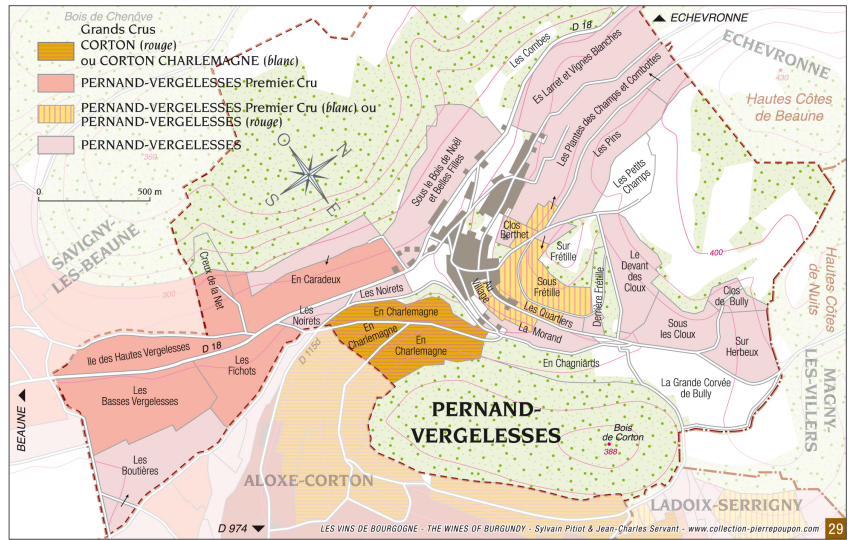 Bois de Chenôve
Grands Crus
CORTON (rouge)
ou CORTON CHARLEMAGNE (blanc)
PERNAND-VERGELESSES Premier Cru
PERNAND-VERGELESSES Premier Cru (blanc) ou
PERNAND-VERGELESSES (rouge)
PERNAND-VERGELESSES
369
0
500 m
O
N
S
E
D 18
ECHEVRONNE
ECHEVRONNE
430
Hautes Côtes
de Beaune
Les Combes
Es Larret et Vignes Blanches
Les Plantes des Champs et Combottes
Les Pins
Les Petits
Champs
Sous le Bois de Noël
et Belles Filles
Clos
Berthet
Sur
Frétille
400
SAVIGNY-
LES-BEAUNE
300
Creux de la Net
En Caradeux
Les Noirets
Les
Noirets
Au
Village
Sous
Frétille
Derrière Frétille
Le
Devant
des
Cloux
Clos
de Bully
Hautes Côtes
de Nuits
Les Quartiers
La Morand
Sous
les Cloux
Sur
Herbeux
En Charlemagne
En
Charlemagne
En
Charlemagne
Ile des Hautes Vergelesses
D 18
Les
Fichots
D 115d
En Chagniârds
La Grande Corvée
de Bully
MAGNY-
LES-VILLERS
Les
Basses Vergelesses
BEAUNE
PERNAND-
VERGELESSES
Bois
de Corton
388
Les
Boutières
ALOXE-CORTON
LADOIX-SERRIGNY
D 974
LES VINS DE BOURGOGNE - THE WINES OF BURGUNDY - Sylvain Pitiot & Jean-Charles Servant - www.collection-pierrepoupon.com
29